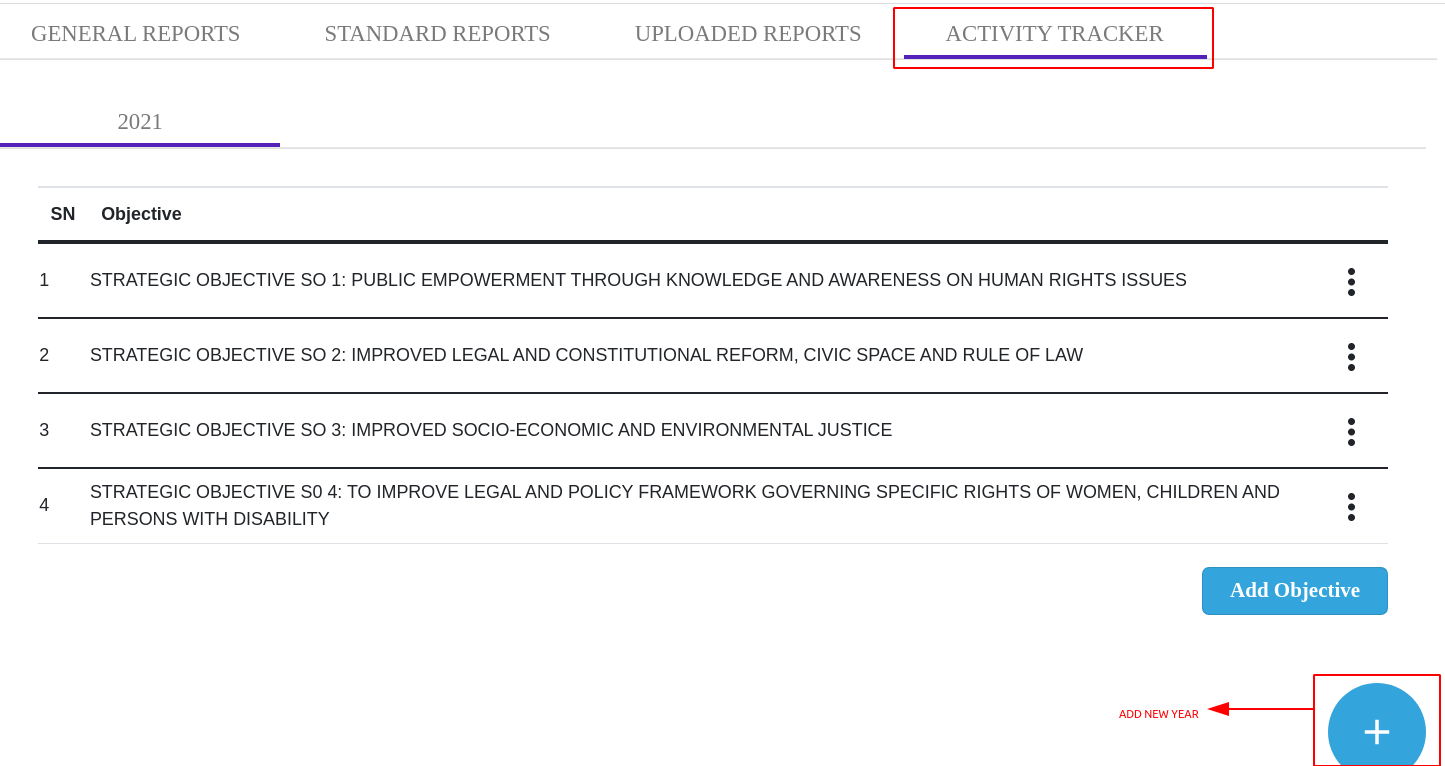 GENERAL REPORTS STANDARD REPORTS UPLOADED REPORTS ACTIVITY TRACKER
2021
SN Objective
1 STRATEGIC OBJECTIVE SO 1: PUBLIC EMPOWERMENT THROUGH KNOWLEDGE AND AWARENESS ON HUMAN RIGHTS ISSUES
2 STRATEGIC OBJECTIVE SO 2: IMPROVED LEGAL AND CONSTITUTIONAL REFORM, CIVIC SPACE AND RULE OF LAW
3 STRATEGIC OBJECTIVE SO 3: IMPROVED SOCIO-ECONOMIC AND ENVIRONMENTAL JUSTICE
4 STRATEGIC OBJECTIVE S0 4: TO IMPROVE LEGAL AND POLICY FRAMEWORK GOVERNING SPECIFIC RIGHTS OF WOMEN, CHILDREN AND
PERSONS WITH DISABILITY
Add Objective
ADD NEW YEAR
+